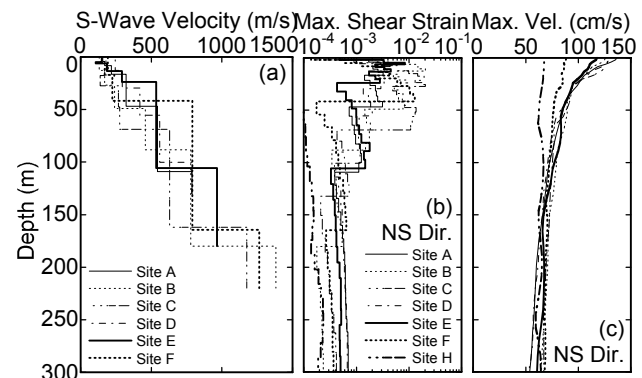 S-Wave Velocity (m/s)
0 500 1000 1500
Max. Shear Strain
10-4 10-3 10-2 10-1
Max. Vel. (cm/s)
0 50 100 150
Depth (m)
0
50
100
150
200
250
300
(a)
Site A
Site B
Site C
Site D
Site E
Site F
(b)
NS Dir.
Site A
Site B
Site C
Site D
Site E
Site F
Site H
(c)
NS Dir.